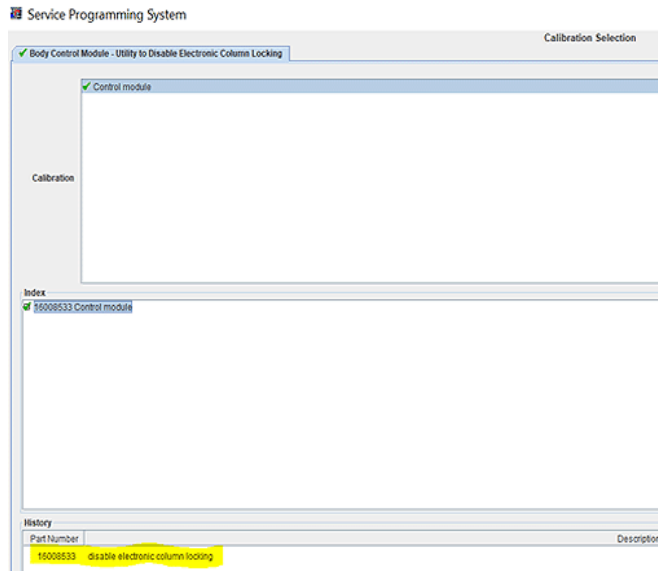 Service Programming System
Calibration Selection
Body Control Module - Utility to Disable Electronic Column Locking
Control module
Calibration
Index
16008533 Control module
History
Part Number Description
16008533 disable electronic column locking